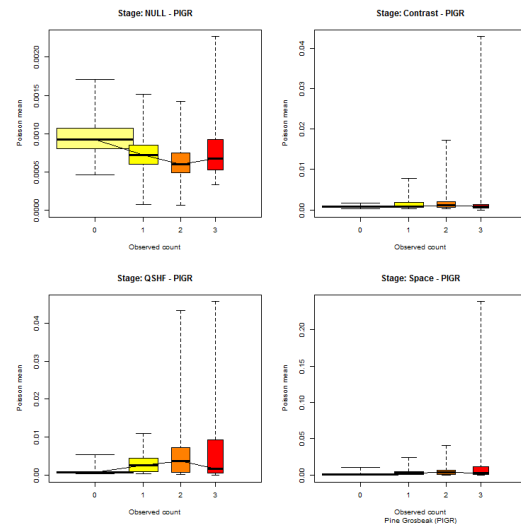 Stage: NULL - PIGR
Poisson mean
0.0000 0.0005 0.0010 0.0015 0.0020
0 1 2 3
Observed count
Stage: Contrast - PIGR
Poisson mean
0.00 0.01 0.02 0.03 0.04
0 1 2 3
Observed count
Stage: QSHF - PIGR
Poisson mean
0.00 0.01 0.02 0.03 0.04
0 1 2 3
Observed count
Stage: Space - PIGR
Poisson mean
0.00 0.05 0.10 0.15 0.20
0 1 2 3
Observed count
Pine Grosbeak (PIGR)